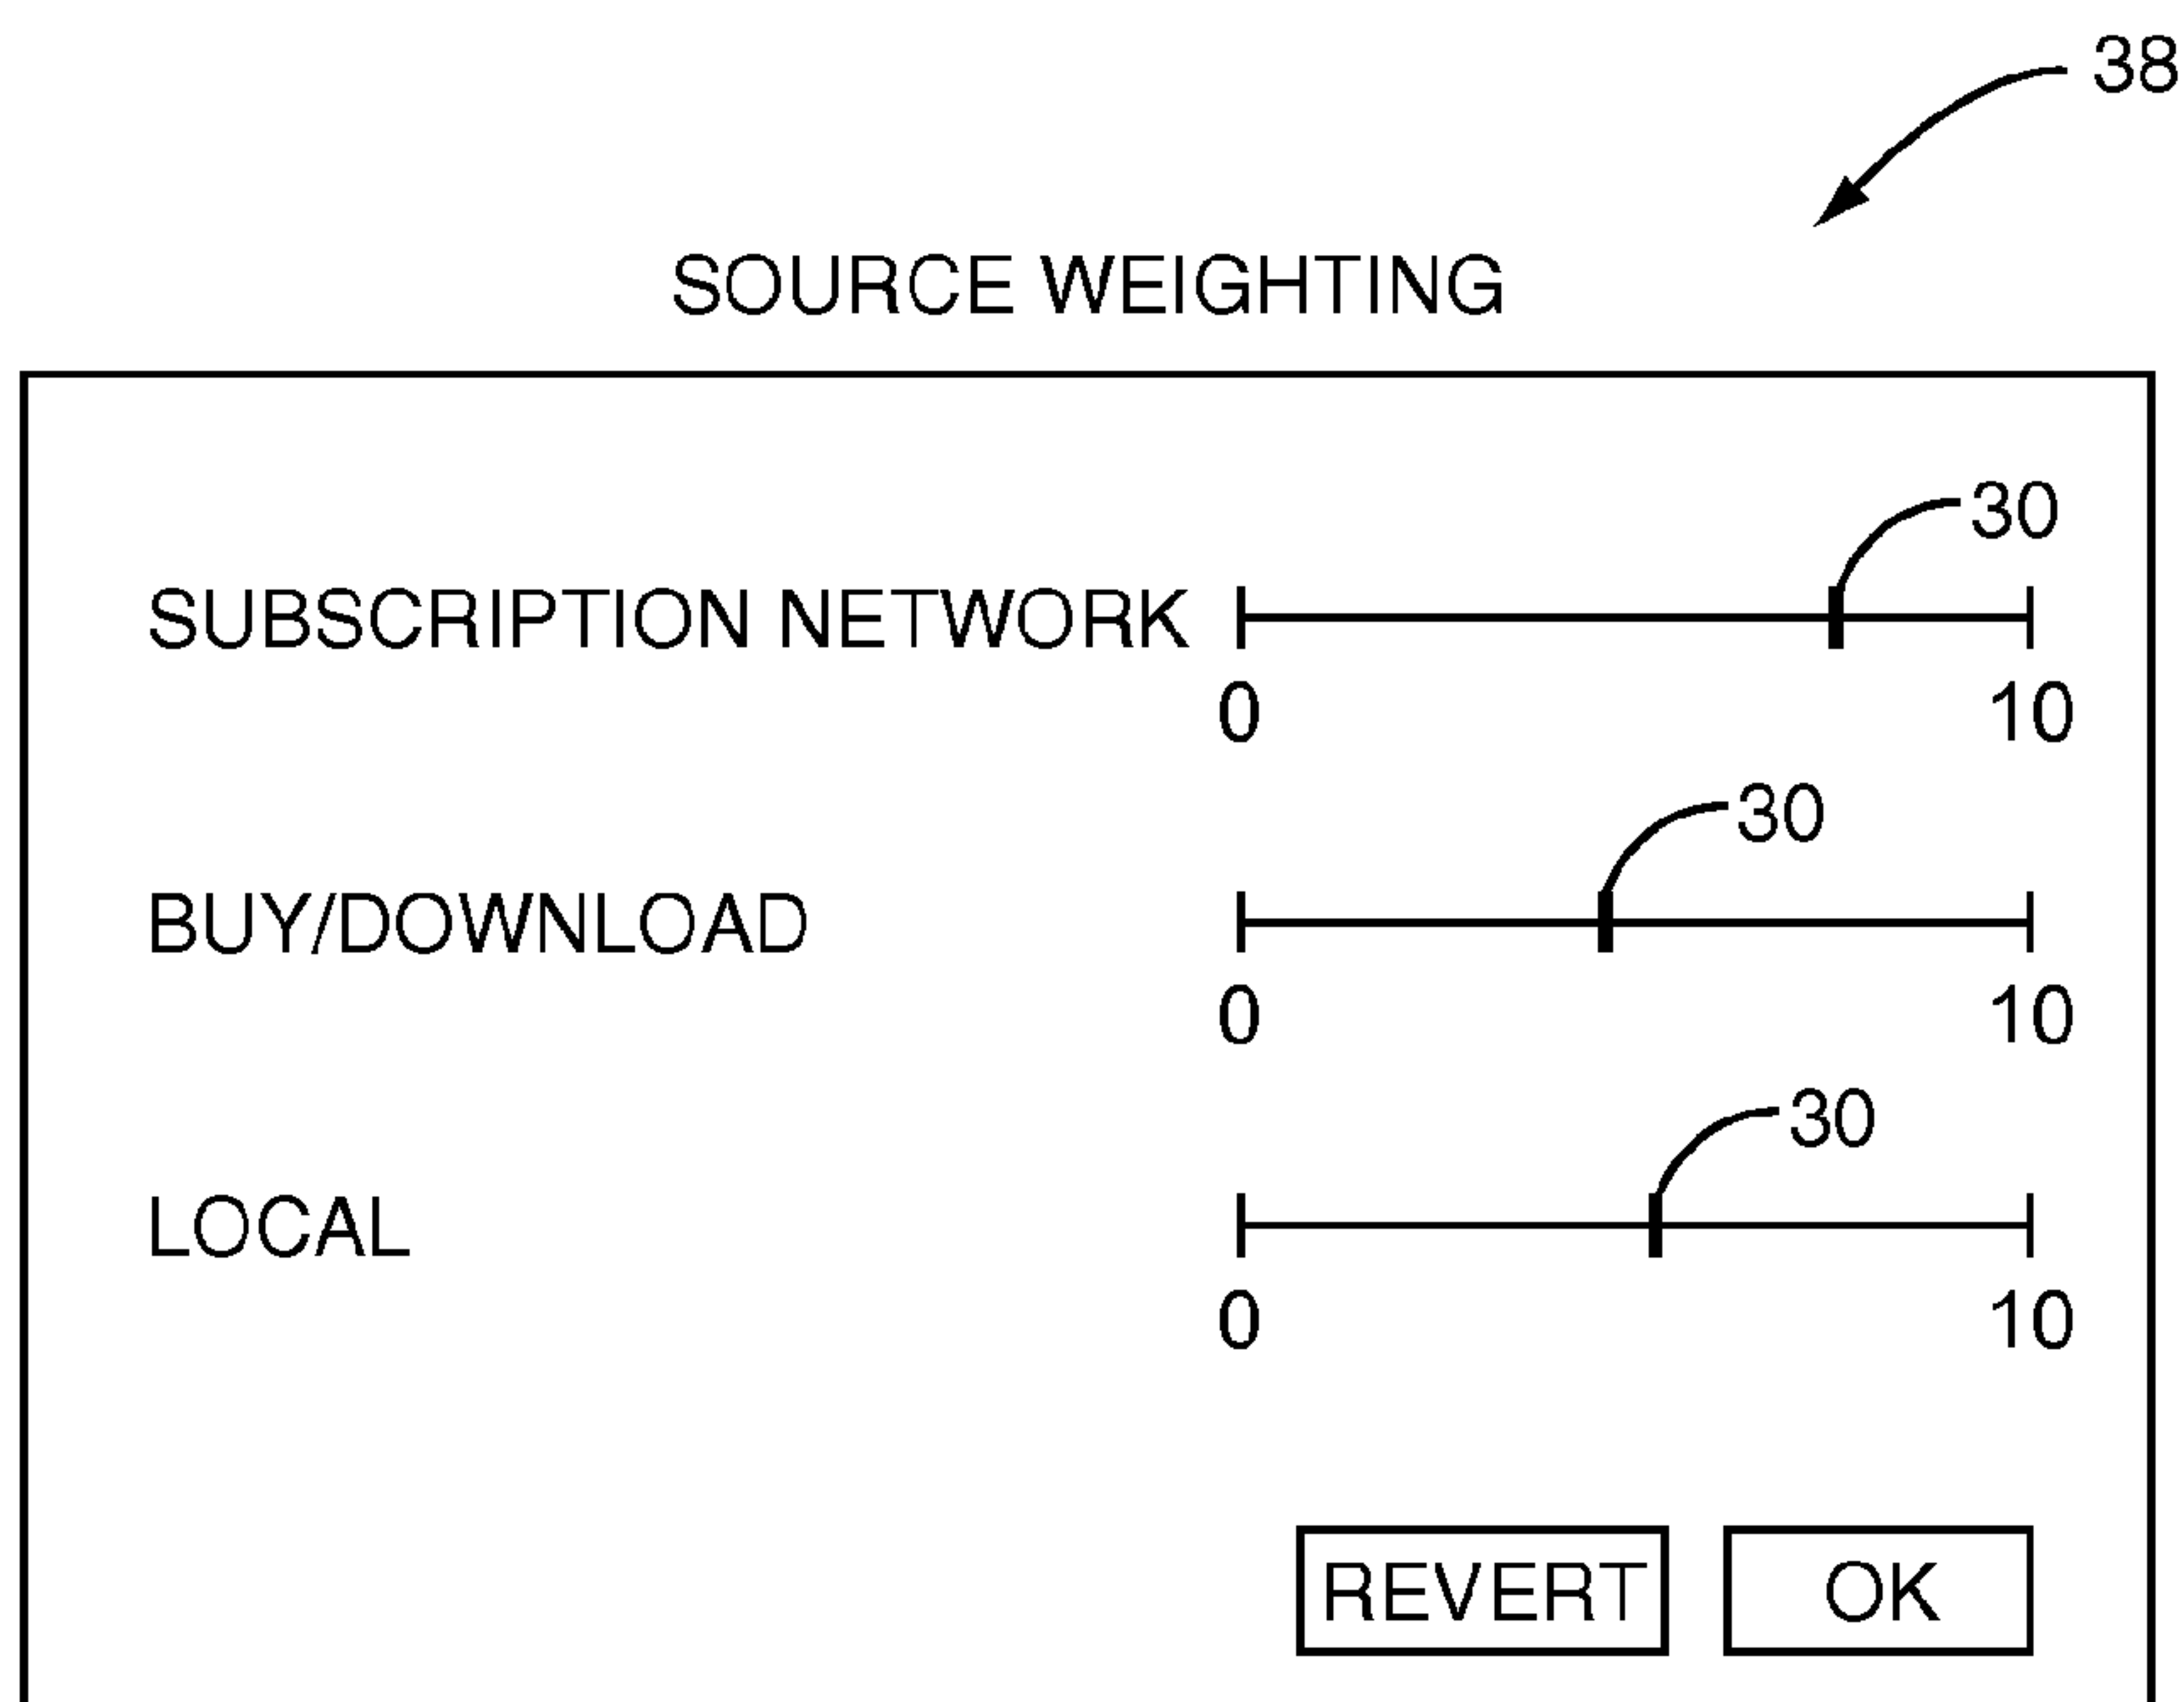 38
SOURCE WEIGHTING
30
SUBSCRIPTION NETWORK
0 10
30
BUY/DOWNLOAD
0 10
30
LOCAL
0 10
REVERT OK